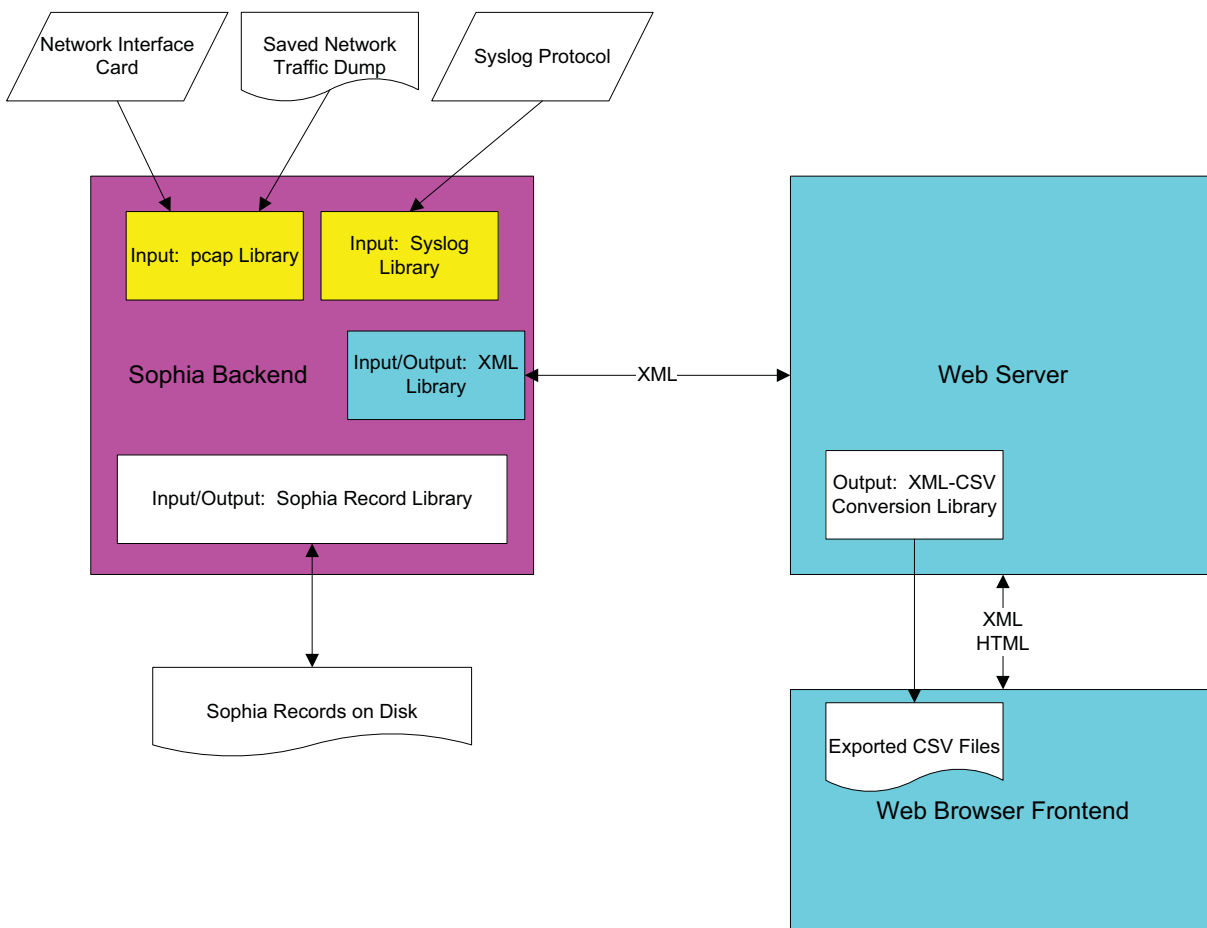 Network Interface
Card
Saved Network
Traffic Dump
Syslog Protocol
Input:  pcap Library
Input:  Syslog
Library
Sophia Backend
Input/Output:  XML
Library
XML
Web Server
Input/Output:  Sophia Record Library
Output:  XML-CSV
Conversion Library
XML
HTML
Sophia Records on Disk
Exported CSV Files
Web Browser Frontend